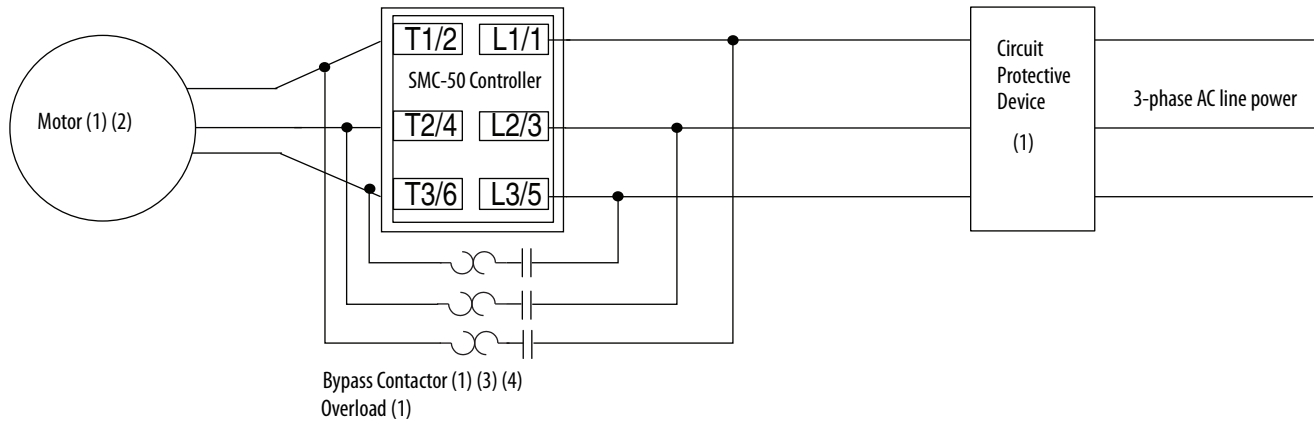 T1/2 L1/1
SMC-50 Controller
T2/4 L2/3
T3/6 L3/5
Motor (1) (2)
Circuit
Protective
Device
(1)
3-phase AC line power
Bypass Contactor (1) (3) (4)
Overload (1)